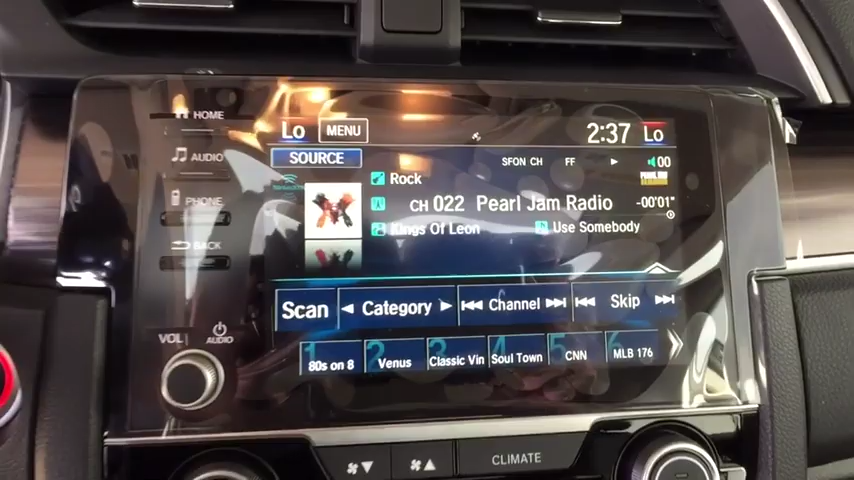 HOME
AUDIO
PHONE
BACK
VOL
AUDIO
Lo MENU 2:37 Lo
SOURCE SFON CH FF 00
Rock
CH 022 Pearl Jam Radio -00'01"
Kings Of Leon Use Somebody
Scan Category Channel Skip
1 80s on 8
2 Venus
3 Classic Vin
4 Soul Town
5 CNN
6 MLB 176
CLIMATE